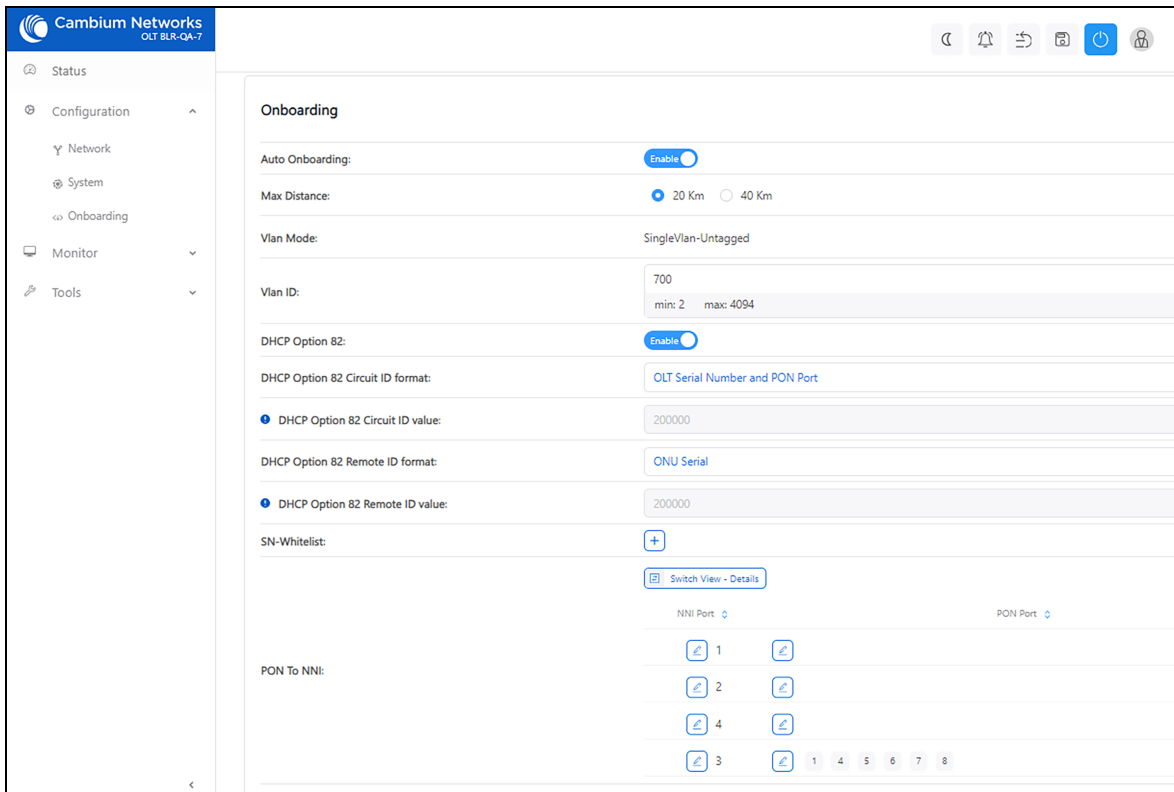 Cambium Networks
OLT BLR-QA-7
Status
Configuration
Network
System
Onboarding
Monitor
Tools
Onboarding
Auto Onboarding: Enable
Max Distance: 20 Km 40 Km
Vlan Mode: SingleVlan-Untagged
Vlan ID: 700
min: 2 max: 4094
DHCP Option 82: Enable
DHCP Option 82 Circuit ID format: OLT Serial Number and PON Port
DHCP Option 82 Circuit ID value: 200000
DHCP Option 82 Remote ID format: ONU Serial
DHCP Option 82 Remote ID value: 200000
SN-Whitelist:
PON To NNI:
Switch View - Details
NNI Port PON Port
1
2
4
3 1 4 5 6 7 8